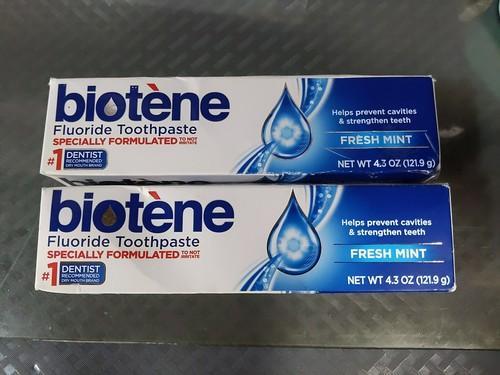 biotène
Fluoride Toothpaste
SPECIALLY FORMULATED TO NOT IRRITATE
#1 DENTIST RECOMMENDED DRY MOUTH BRAND
Helps prevent cavities
& strengthen teeth
FRESH MINT
NET WT 4.3 OZ (121.9 g)
biotène
Fluoride Toothpaste
SPECIALLY FORMULATED TO NOT IRRITATE
#1 DENTIST RECOMMENDED DRY MOUTH BRAND
Helps prevent cavities
& strengthen teeth
FRESH MINT
NET WT 4.3 OZ (121.9 g)